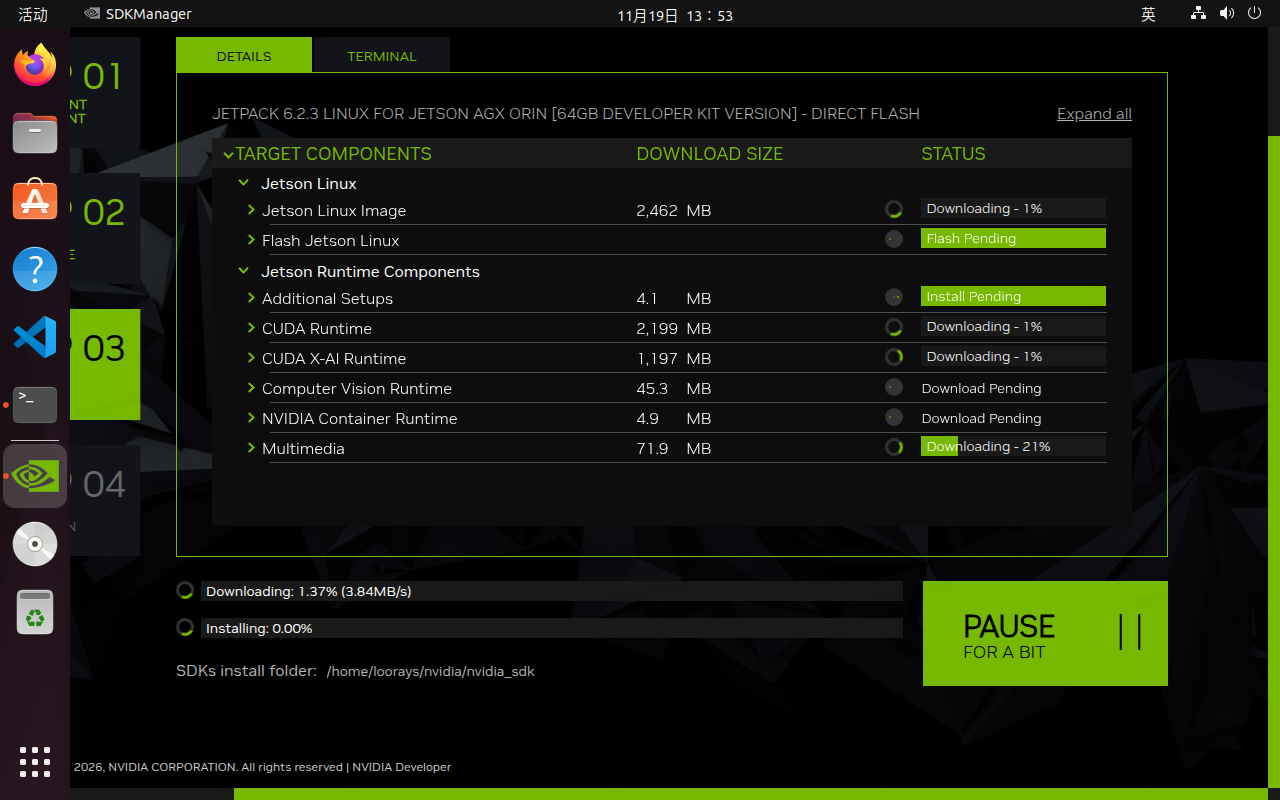 活动 SDKManager 11月19日 13：53 英
01
NT
NT
02
E
03
04
N
DETAILS TERMINAL
JETPACK 6.2.3 LINUX FOR JETSON AGX ORIN [64GB DEVELOPER KIT VERSION] - DIRECT FLASH Expand all
TARGET COMPONENTS DOWNLOAD SIZE STATUS
Jetson Linux
Jetson Linux Image 2,462 MB Downloading - 1%
Flash Jetson Linux Flash Pending
Jetson Runtime Components
Additional Setups 4.1 MB Install Pending
CUDA Runtime 2,199 MB Downloading - 1%
CUDA X-AI Runtime 1,197 MB Downloading - 1%
Computer Vision Runtime 45.3 MB Download Pending
NVIDIA Container Runtime 4.9 MB Download Pending
Multimedia 71.9 MB Downloading - 21%
Downloading: 1.37% (3.84MB/s)
Installing: 0.00%
SDKs install folder: /home/loorays/nvidia/nvidia_sdk
PAUSE
FOR A BIT
2026, NVIDIA CORPORATION. All rights reserved | NVIDIA Developer